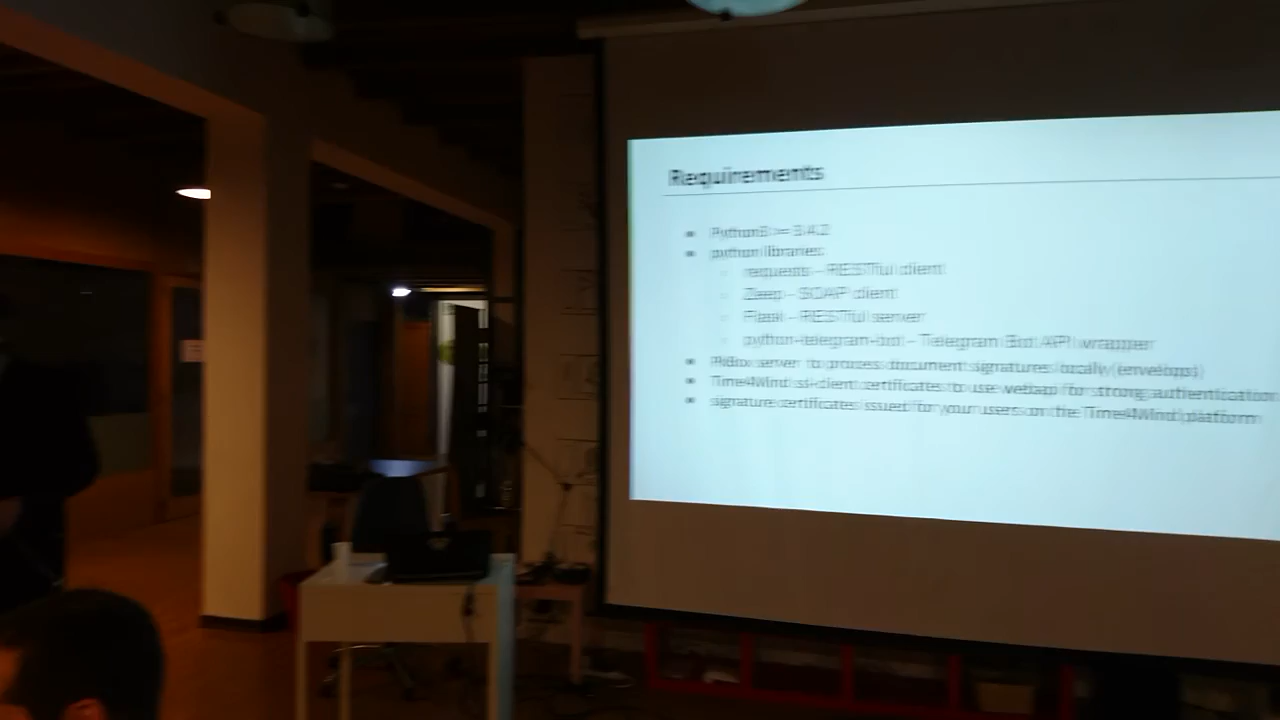 Requirements
Python3 >= 3.4.2
python libraries:
requests - RESTful client
Zeep - SOAP client
Flask - RESTful server
python-telegram-bot - Telegram Bot API wrapper
PkBox server to process document signatures locally (envelops)
Time4Mind ssl-client certificates to use webapp for strong authentication
signature certificates issued for your users on the Time4Mind platform